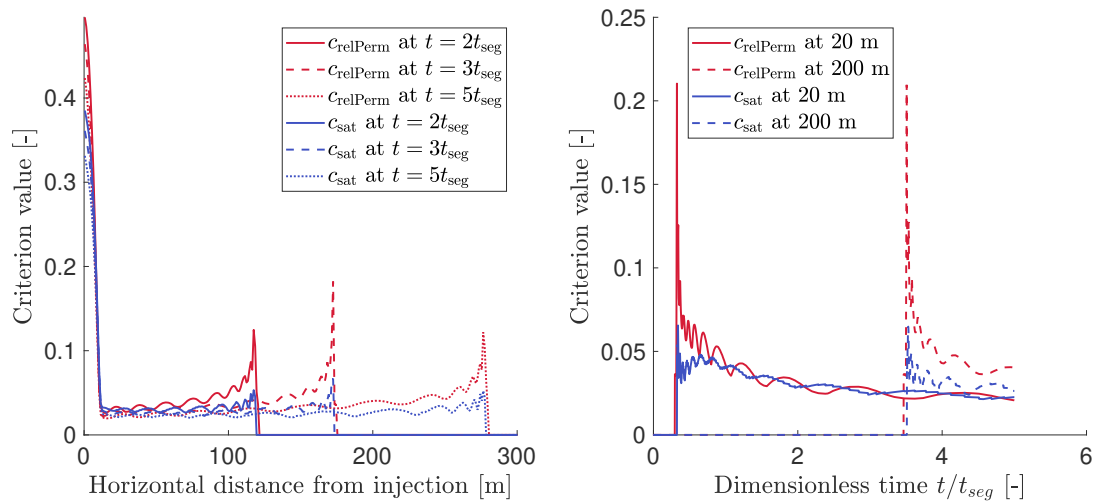 c_relPerm at t = 2t_seg
c_relPerm at t = 3t_seg
c_relPerm at t = 5t_seg
c_sat at t = 2t_seg
c_sat at t = 3t_seg
c_sat at t = 5t_seg
Criterion value [-]
0.4
0.3
0.2
0.1
0
0 100 200 300
Horizontal distance from injection [m]
c_relPerm at 20 m
c_relPerm at 200 m
c_sat at 20 m
c_sat at 200 m
Criterion value [-]
0.25
0.2
0.15
0.1
0.05
0
0 2 4 6
Dimensionless time t/t_seg [-]